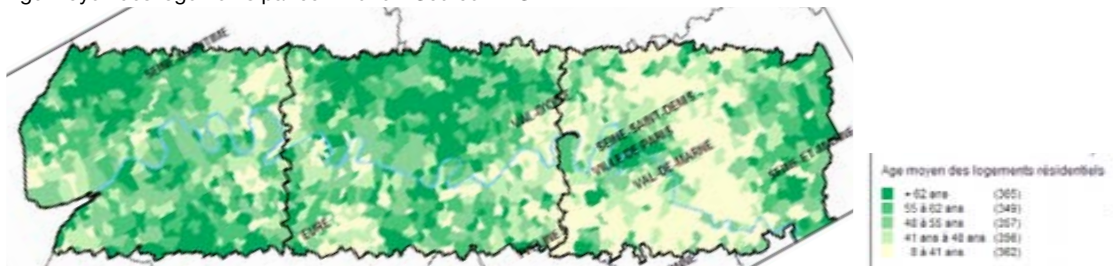 SEINE-MARITIME
VAL-D'OISE
SEINE-SAINT-DENIS
VILLE-DE-PARIS
VAL-DE-MARNE
SEINE-ET-MARNE
EURE
Age moyen des logements résidentiels
+ 62 ans (365)
55 à 62 ans (349)
48 à 55 ans (357)
41 ans à 48 ans (356)
8 à 41 ans (362)